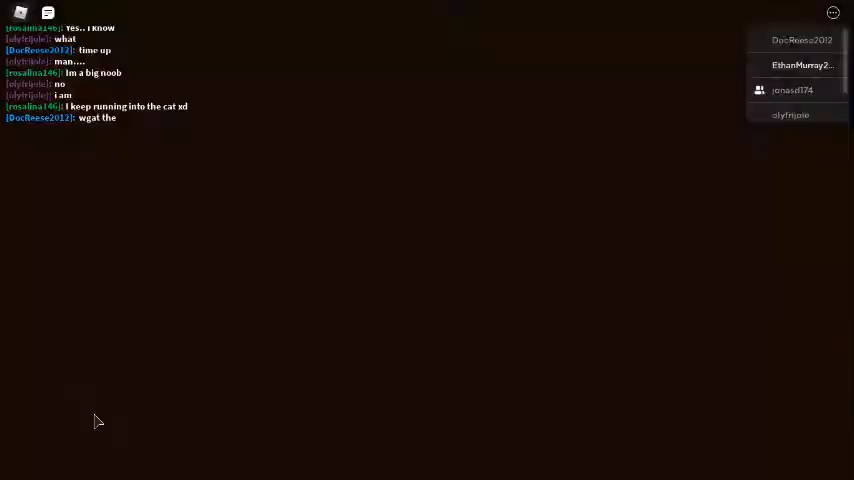 [rosalina146]: Yes.. I know
[olyfrijole]: what
[DocReese2012]: time up
[olyfrijole]: man....
[rosalina146]: Im a big noob
[olyfrijole]: no
[olyfrijole]: i am
[rosalina146]: I keep running into the cat xd
[DocReese2012]: wgat the
DocReese2012
EthanMurray2...
jonasd174
olyfrijole